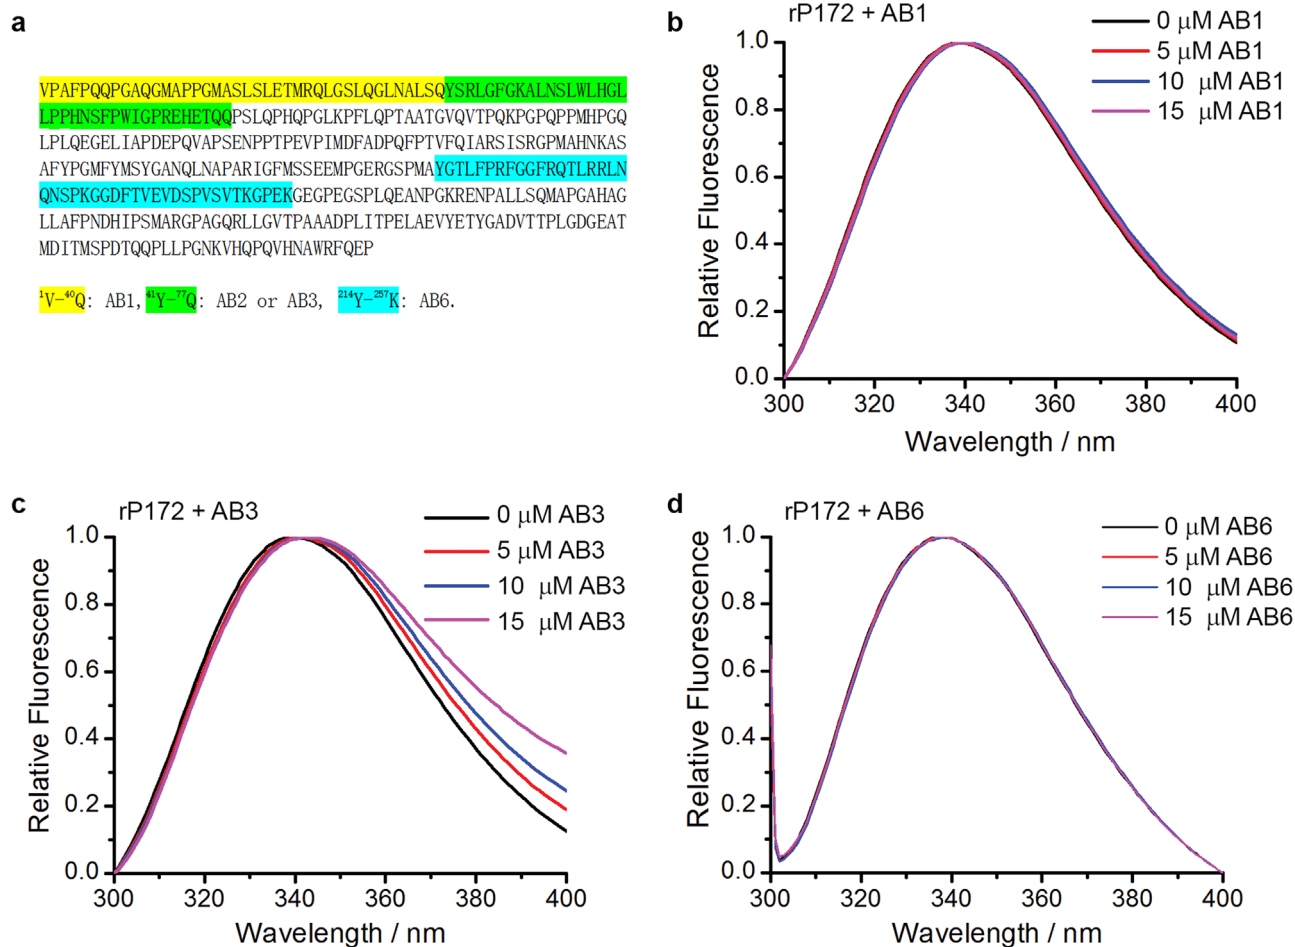 a
VPAFPQQPGAQGMAPPGMASLSLETMRQLGSLQGLNALSQYSRLGFGKALNSLWLHGL
LPPHNSFPWIGPREHETQQPSLQPHQPGLKPFLQPTAATGVQVTPQKPGPQPPMHPGQ
LPLQEGELIAPDEPQVAPSENPPTPEVPIMDFADPQFPTVFQIARSISRGPMAHNKAS
AFYPGMFYMSYGANQLNAPARIGFMSSEEMPGERGSPMAYGTLFPRFGGFRQTLRRLN
QNSPKGGDFTVEVDSPVSVTKGPEKGEGPEGSPLQEANPGKRENPALLSQMAPGAHAG
LLAFPNDHIPSMARGPAGQRLLGVTPAAADPLITPELAEVYETYGADVTTPLGDGEAT
MDITMSPDTQQPLLPGNKVHQPQVHNAWRFQEP
¹V-⁴⁰Q: AB1, ⁴¹Y-⁷⁷Q: AB2 or AB3, ²¹⁴Y-²⁵⁷K: AB6.
b
rP172 + AB1
0 μM AB1
5 μM AB1
10 μM AB1
15 μM AB1
Relative Fluorescence
1.0
0.8
0.6
0.4
0.2
0.0
300 320 340 360 380 400
Wavelength / nm
c
rP172 + AB3
0 μM AB3
5 μM AB3
10 μM AB3
15 μM AB3
Relative Fluorescence
1.0
0.8
0.6
0.4
0.2
0.0
300 320 340 360 380 400
Wavelength / nm
d
rP172 + AB6
0 μM AB6
5 μM AB6
10 μM AB6
15 μM AB6
Relative Fluorescence
1.0
0.8
0.6
0.4
0.2
0.0
300 320 340 360 380 400
Wavelength / nm